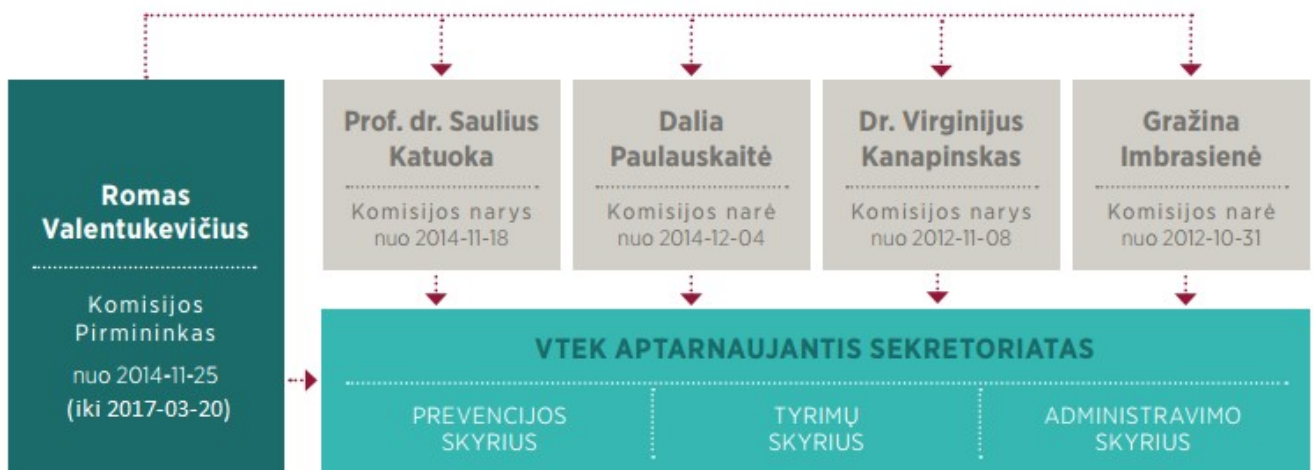 Romas
Valentukevičius
Komisijos
Pirmininkas
nuo 2014-11-25
(iki 2017-03-20)
Prof. dr. Saulius
Katuoka
Komisijos narys
nuo 2014-11-18
Dalia
Paulauskaitė
Komisijos narė
nuo 2014-12-04
Dr. Virginijus
Kanapinskas
Komisijos narys
nuo 2012-11-08
Gražina
Imbrasienė
Komisijos narė
nuo 2012-10-31
VTEK APTARNAUJANTIS SEKRETORIATAS
PREVENCIJOS
SKYRIUS
TYRIMŲ
SKYRIUS
ADMINISTRAVIMO
SKYRIUS